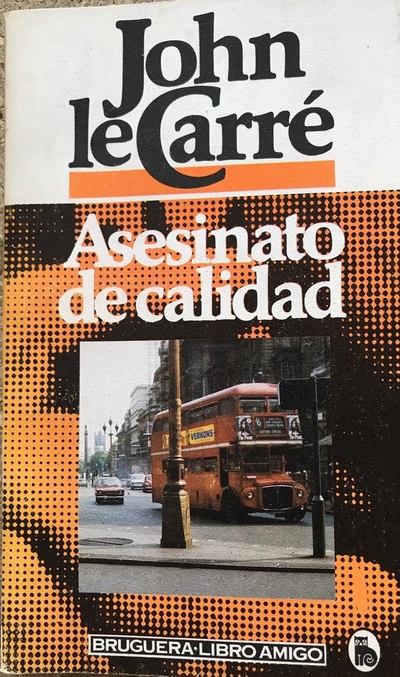 John
le Carré
Asesinato
de calidad
VERNONS
BRUGUERA·LIBRO AMIGO